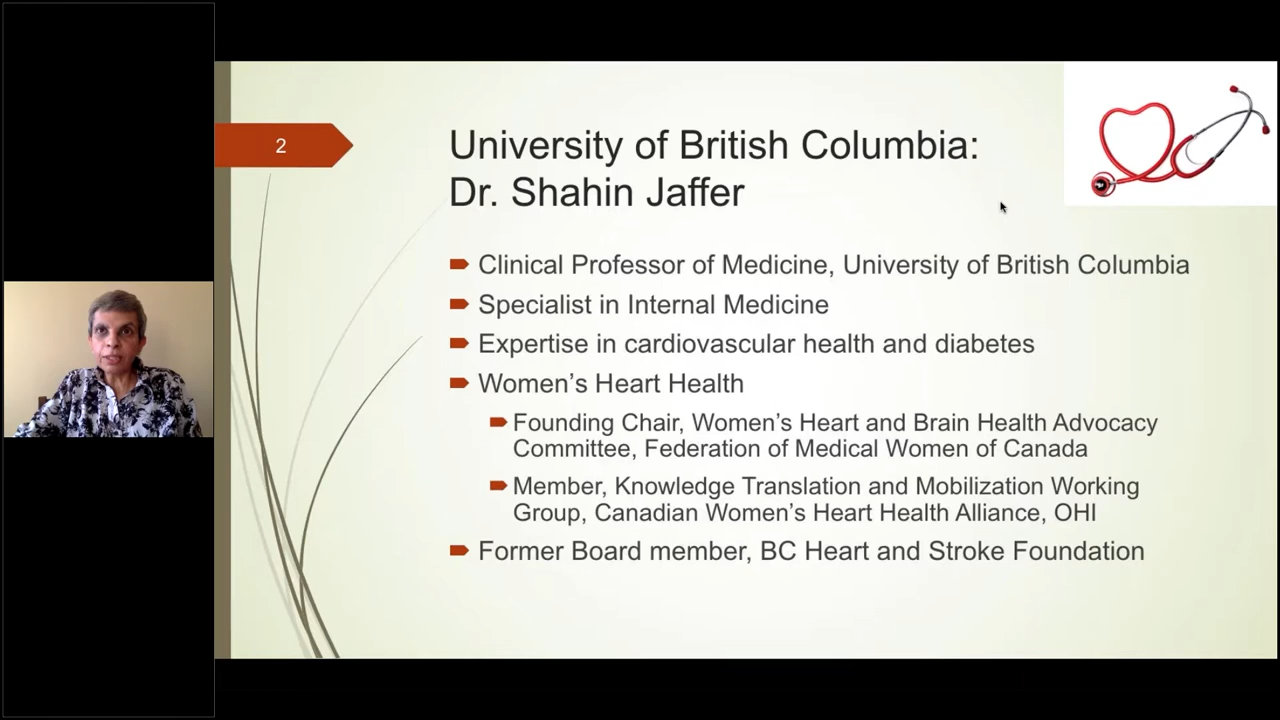 2
University of British Columbia:
Dr. Shahin Jaffer
Clinical Professor of Medicine, University of British Columbia
Specialist in Internal Medicine
Expertise in cardiovascular health and diabetes
Women’s Heart Health
Founding Chair, Women’s Heart and Brain Health Advocacy
Committee, Federation of Medical Women of Canada
Member, Knowledge Translation and Mobilization Working
Group, Canadian Women’s Heart Health Alliance, OHI
Former Board member, BC Heart and Stroke Foundation